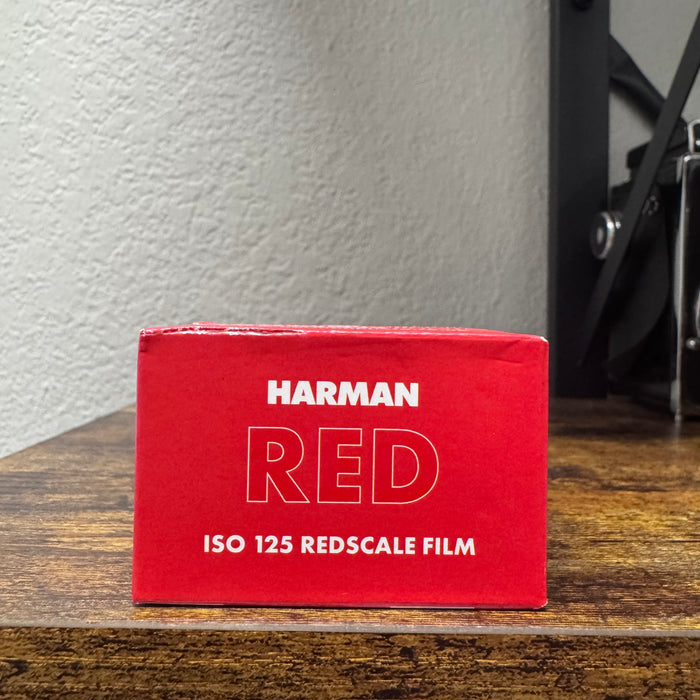 HARMAN
RED
ISO 125 REDSCALE FILM